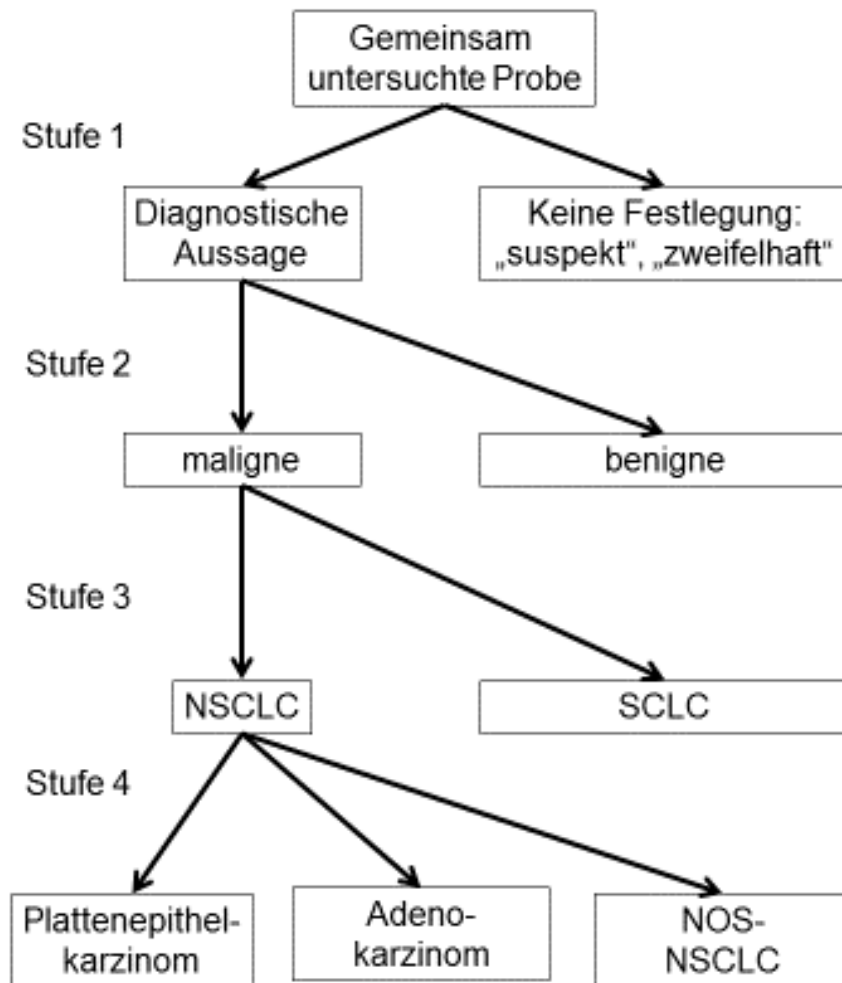 Gemeinsam
untersuchte Probe
Stufe 1
Diagnostische
Aussage
Keine Festlegung:
„suspekt“, „zweifelhaft“
Stufe 2
maligne
benigne
Stufe 3
NSCLC
SCLC
Stufe 4
Plattenepithel-
karzinom
Adeno-
karzinom
NOS-
NSCLC